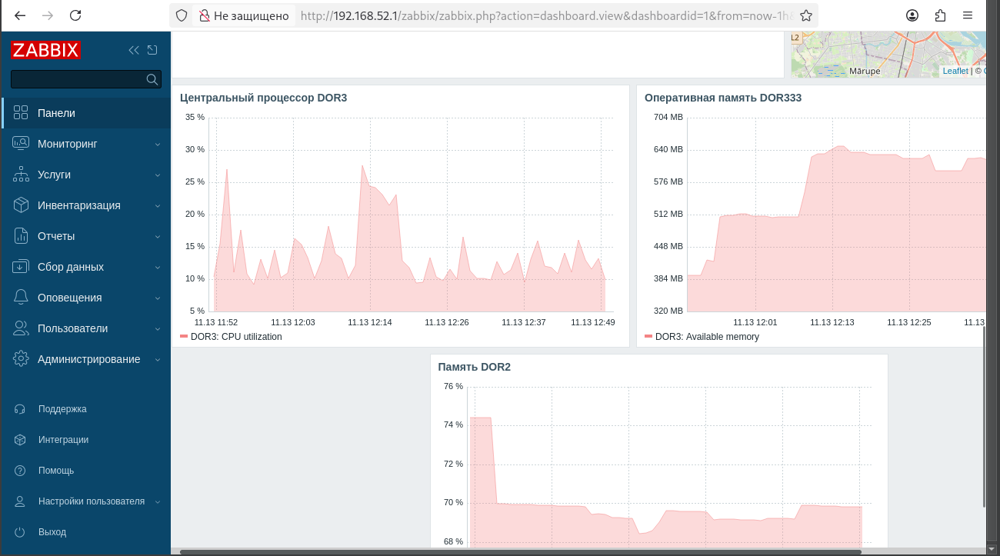 Не защищено
http://192.168.52.1/zabbix/zabbix.php?action=dashboard.view&dashboardid=1&from=now-1h&
ZABBIX
Панели
Мониторинг
Услуги
Инвентаризация
Отчеты
Сбор данных
Оповещения
Пользователи
Администрирование
Поддержка
Интеграции
Помощь
Настройки пользователя
Выход
L2
Mārupe
Leaflet | ©
Центральный процессор DOR3
35 %
30 %
25 %
20 %
15 %
10 %
5 %
11.13 11:52 11.13 12:03 11.13 12:14 11.13 12:26 11.13 12:37 11.13 12:49
DOR3: CPU utilization
Оперативная память DOR333
704 MB
640 MB
576 MB
512 MB
448 MB
384 MB
320 MB
11.13 12:01 11.13 12:13 11.13 12:25 11.13
DOR3: Available memory
Память DOR2
76 %
74 %
72 %
70 %
68 %